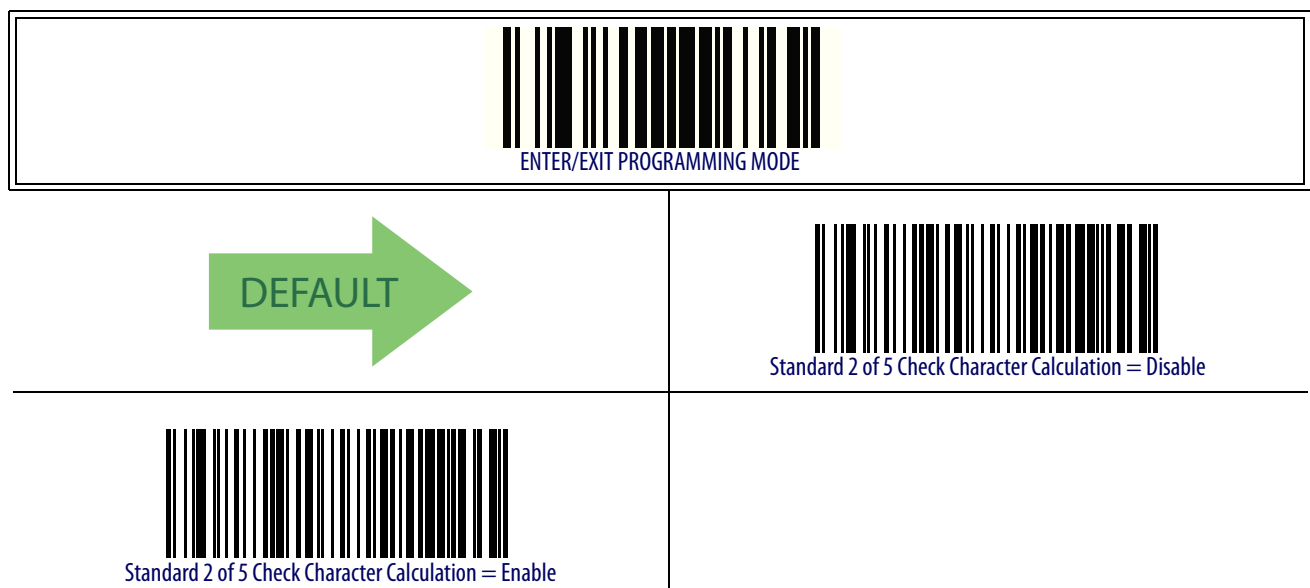 ENTER/EXIT PROGRAMMING MODE
DEFAULT
Standard 2 of 5 Check Character Calculation = Disable
Standard 2 of 5 Check Character Calculation = Enable